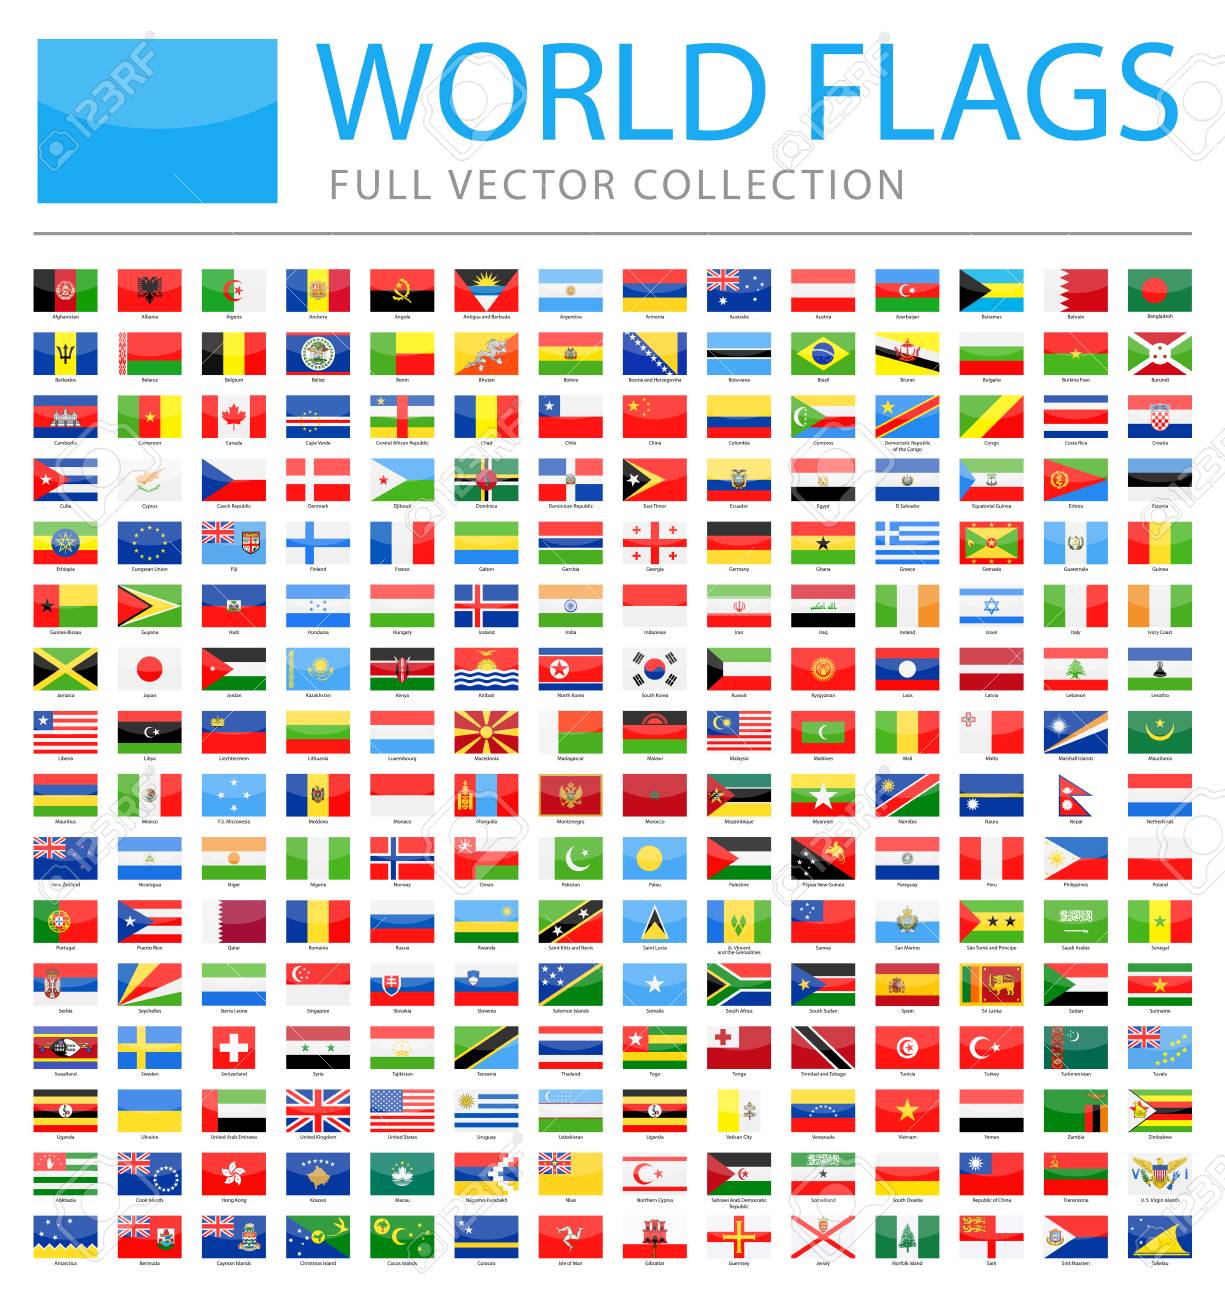 WORLD FLAGS
FULL VECTOR COLLECTION
Afghanistan Albania Algeria Andorra Angola Antigua and Barbuda Argentina Armenia Australia Austria Azerbaijan Bahamas Bahrain Bangladesh
Barbados Belarus Belgium Belize Benin Bhutan Bolivia Bosnia and Herzegovina Botswana Brazil Brunei Bulgaria Burkina Faso Burundi
Cambodia Cameroon Canada Cape Verde Central African Republic Chad Chile China Colombia Comoros Democratic Republic of the Congo Congo Costa Rica Croatia
Cuba Cyprus Czech Republic Denmark Djibouti Dominica Dominican Republic East Timor Ecuador Egypt El Salvador Equatorial Guinea Eritrea Estonia
Ethiopia European Union Fiji Finland France Gabon Gambia Georgia Germany Ghana Greece Grenada Guatemala Guinea
Guinea-Bissau Guyana Haiti Honduras Hungary Iceland India Indonesia Iran Iraq Ireland Israel Italy Ivory Coast
Jamaica Japan Jordan Kazakhstan Kenya Kiribati North Korea South Korea Kuwait Kyrgyzstan Laos Latvia Lebanon Lesotho
Liberia Libya Liechtenstein Lithuania Luxembourg Macedonia Madagascar Malawi Malaysia Maldives Mali Malta Marshall Islands Mauritania
Mauritius Mexico F.S. Micronesia Moldova Monaco Mongolia Montenegro Morocco Mozambique Myanmar Namibia Nauru Nepal Netherlands
New Zealand Nicaragua Niger Nigeria Norway Oman Pakistan Palau Palestine Papua New Guinea Paraguay Peru Philippines Poland
Portugal Puerto Rico Qatar Romania Russia Rwanda Saint Kitts and Nevis Saint Lucia St. Vincent and the Grenadines Samoa San Marino São Tomé and Príncipe Saudi Arabia Senegal
Serbia Seychelles Sierra Leone Singapore Slovakia Slovenia Solomon Islands Somalia South Africa South Sudan Spain Sri Lanka Sudan Suriname
Swaziland Sweden Switzerland Syria Tajikistan Tanzania Thailand Togo Tonga Trinidad and Tobago Tunisia Turkey Turkmenistan Tuvalu
Uganda Ukraine United Arab Emirates United Kingdom United States Uruguay Uzbekistan Uganda Vatican City Venezuela Vietnam Yemen Zambia Zimbabwe
V I
Abkhazia Cook Islands Hong Kong Kosovo Macau Nagorno-Karabakh Niue Northern Cyprus Sahrawi Arab Democratic Republic Somaliland South Ossetia Republic of China Transnistria U.S. Virgin Islands
Antarctica Bermuda Cayman Islands Christmas Island Cocos Islands Curacao Isle of Man Gibraltar Guernsey Jersey Norfolk Island Sark Sint Maarten Tokelau
123RF